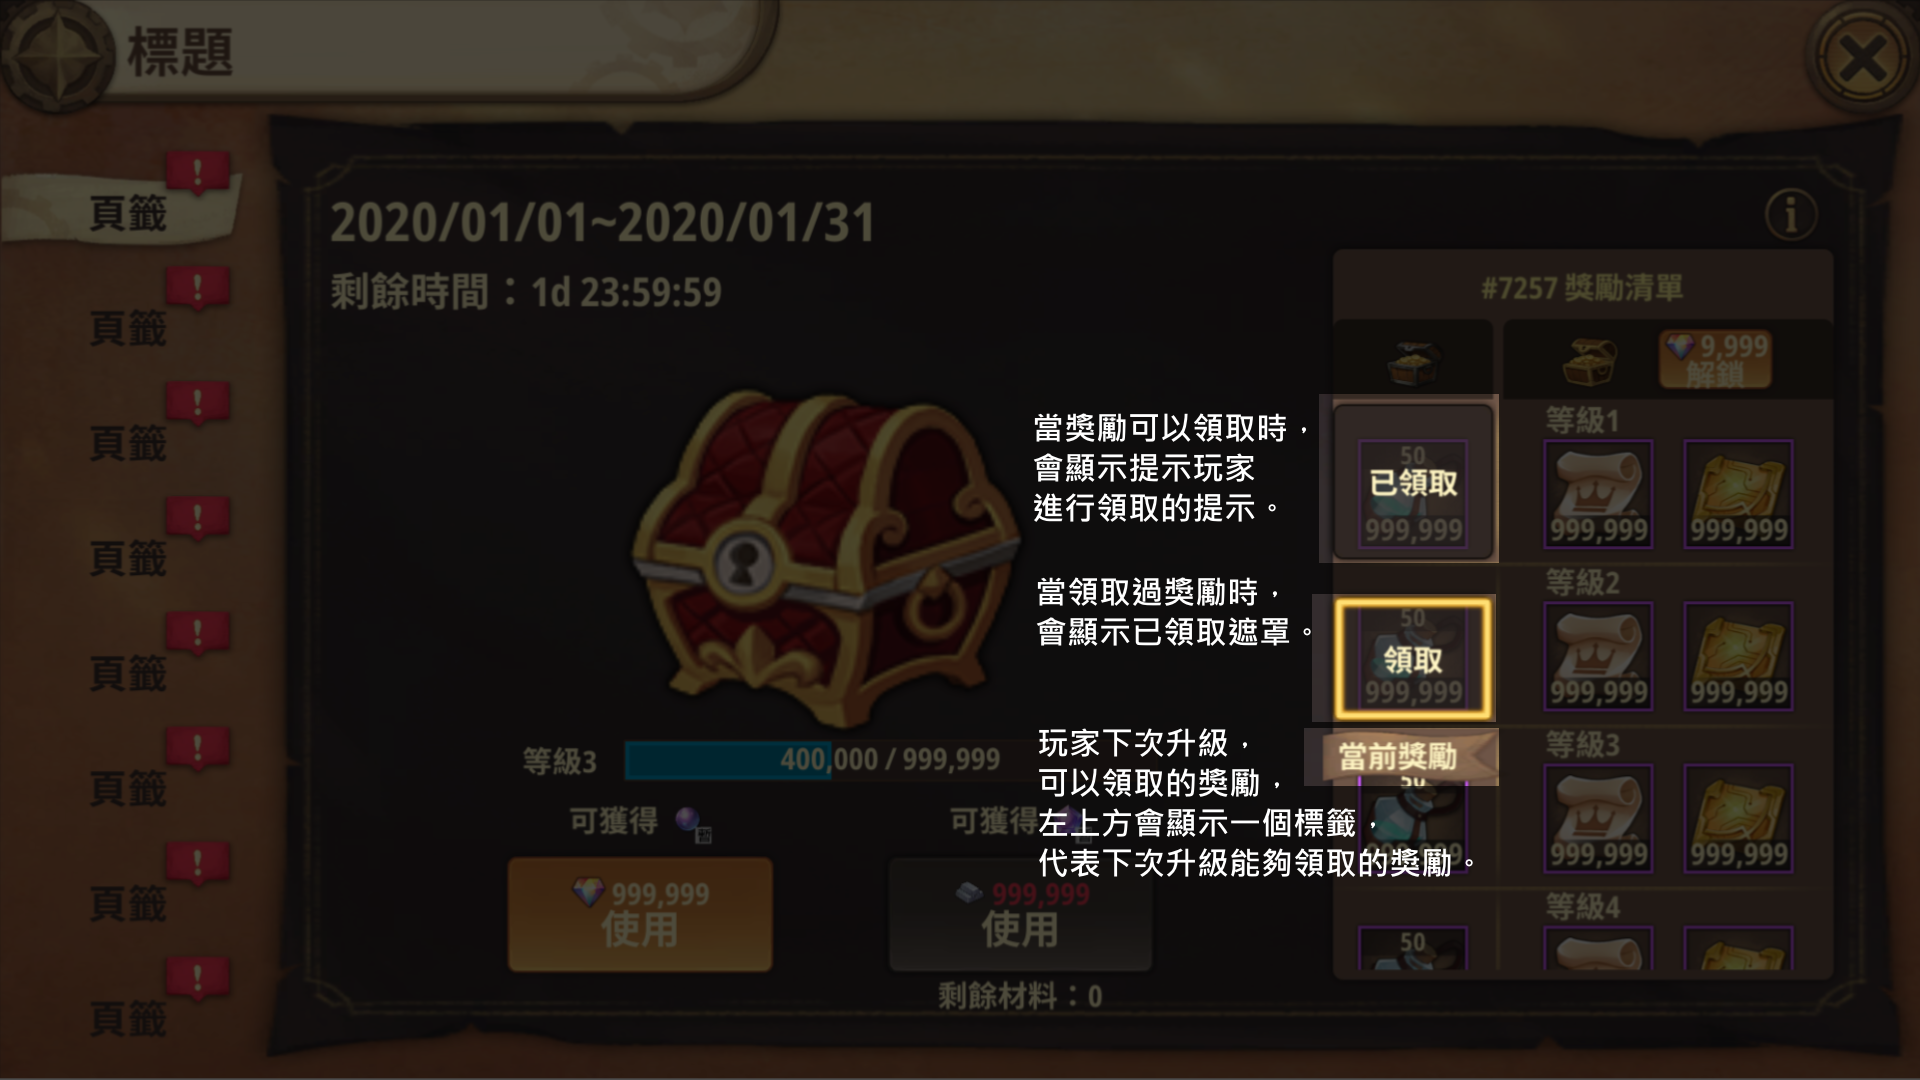 標題
頁籤
頁籤
頁籤
頁籤
頁籤
頁籤
頁籤
頁籤
2020/01/01~2020/01/31
剩餘時間：1d 23:59:59
#7257 獎勵清單
9,999
解鎖
當獎勵可以領取時，
會顯示提示玩家
進行領取的提示。
50
已領取
999,999
等級1
999,999
999,999
當領取過獎勵時，
會顯示已領取遮罩。
50
領取
999,999
等級2
999,999
999,999
玩家下次升級，
可以領取的獎勵，
左上方會顯示一個標籤，
代表下次升級能夠領取的獎勵。
當前獎勵
50
等級3
999,999
999,999
等級4
50
等級3
400,000 / 999,999
可獲得
可獲得
999,999
使用
999,999
使用
剩餘材料：0